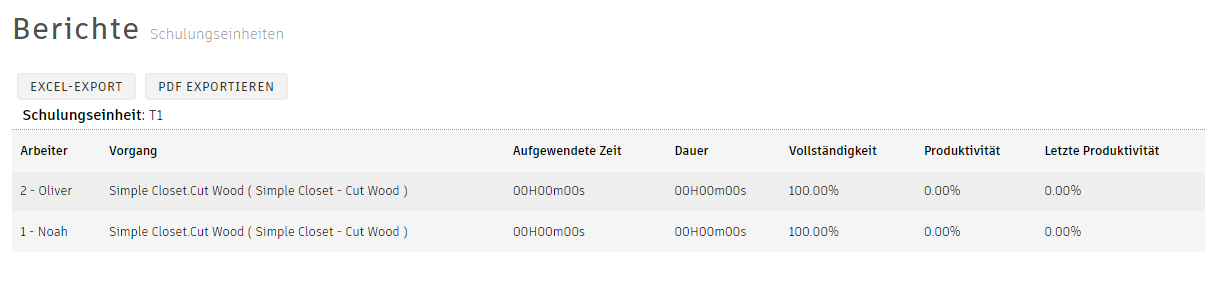 Berichte Schulungseinheiten
EXCEL-EXPORT PDF EXPORTIEREN
Schulungseinheit: T1
Arbeiter Vorgang Aufgewendete Zeit Dauer Vollständigkeit Produktivität Letzte Produktivität
2 - Oliver Simple Closet.Cut Wood ( Simple Closet - Cut Wood ) 00H00m00s 00H00m00s 100.00% 0.00% 0.00%
1 - Noah Simple Closet.Cut Wood ( Simple Closet - Cut Wood ) 00H00m00s 00H00m00s 100.00% 0.00% 0.00%